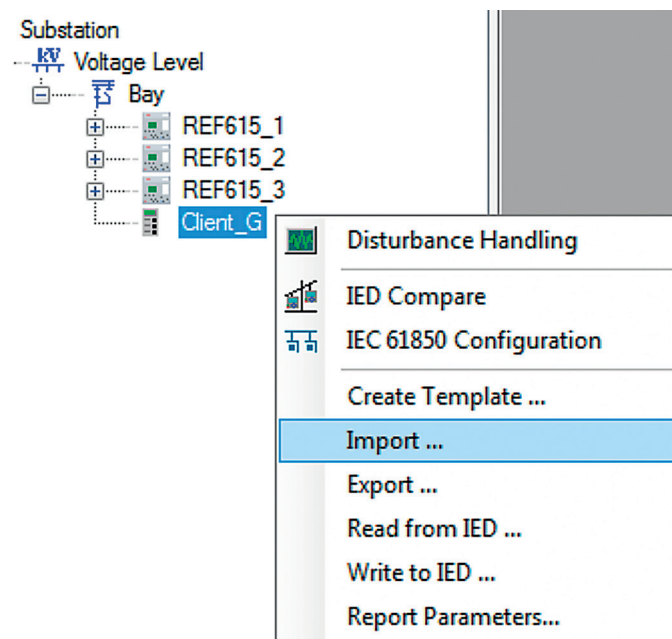 Substation
KV Voltage Level
Bay
REF615_1
REF615_2
REF615_3
Client_G
Disturbance Handling
IED Compare
IEC 61850 Configuration
Create Template ...
Import ...
Export ...
Read from IED ...
Write to IED ...
Report Parameters...